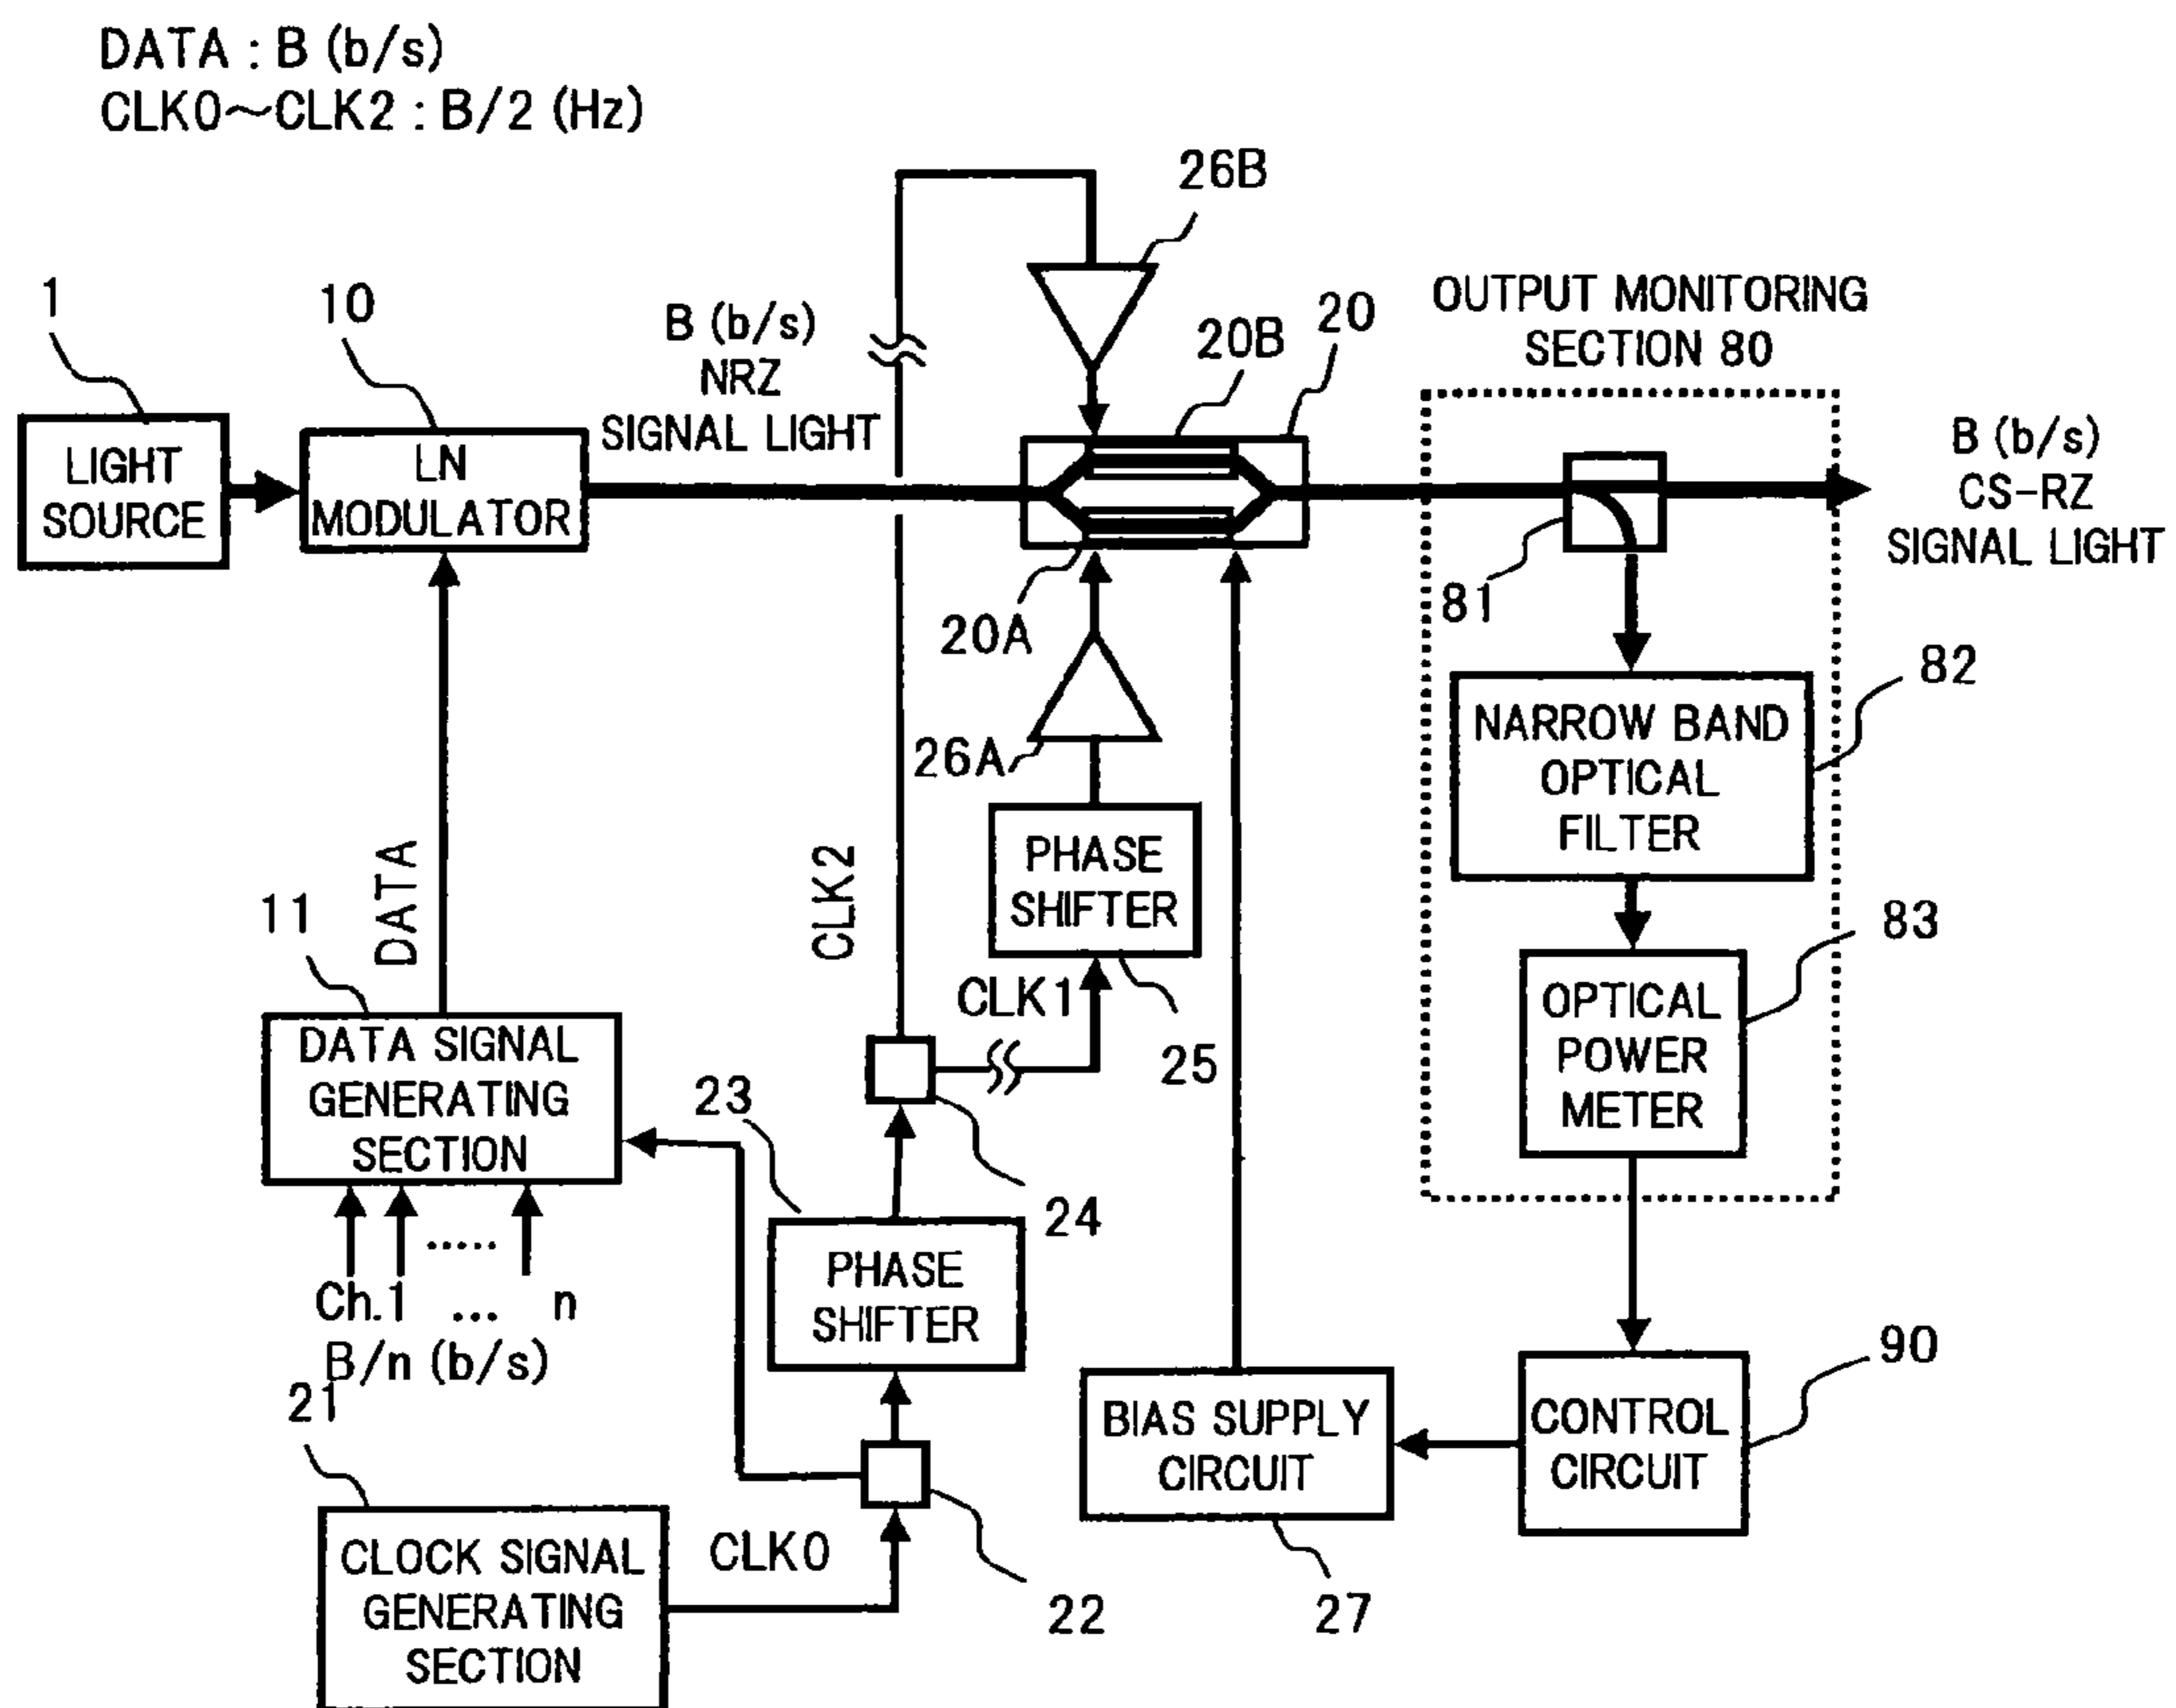 DATA : B (b/s)
CLK0~CLK2 : B/2 (Hz)
26B
OUTPUT MONITORING
SECTION 80
1
10
B (b/s)
NRZ
SIGNAL LIGHT
20B
20
LIGHT
SOURCE
LN
MODULATOR
B (b/s)
CS-RZ
SIGNAL LIGHT
81
20A
82
NARROW BAND
OPTICAL
FILTER
26A
PHASE
SHIFTER
DATA
CLK2
11
83
CLK1
OPTICAL
POWER
METER
DATA SIGNAL
GENERATING
SECTION
25
23
24
.....
Ch.1 ... n
B/n (b/s)
PHASE
SHIFTER
90
21
BIAS SUPPLY
CIRCUIT
CONTROL
CIRCUIT
CLOCK SIGNAL
GENERATING
SECTION
CLK0
22
27